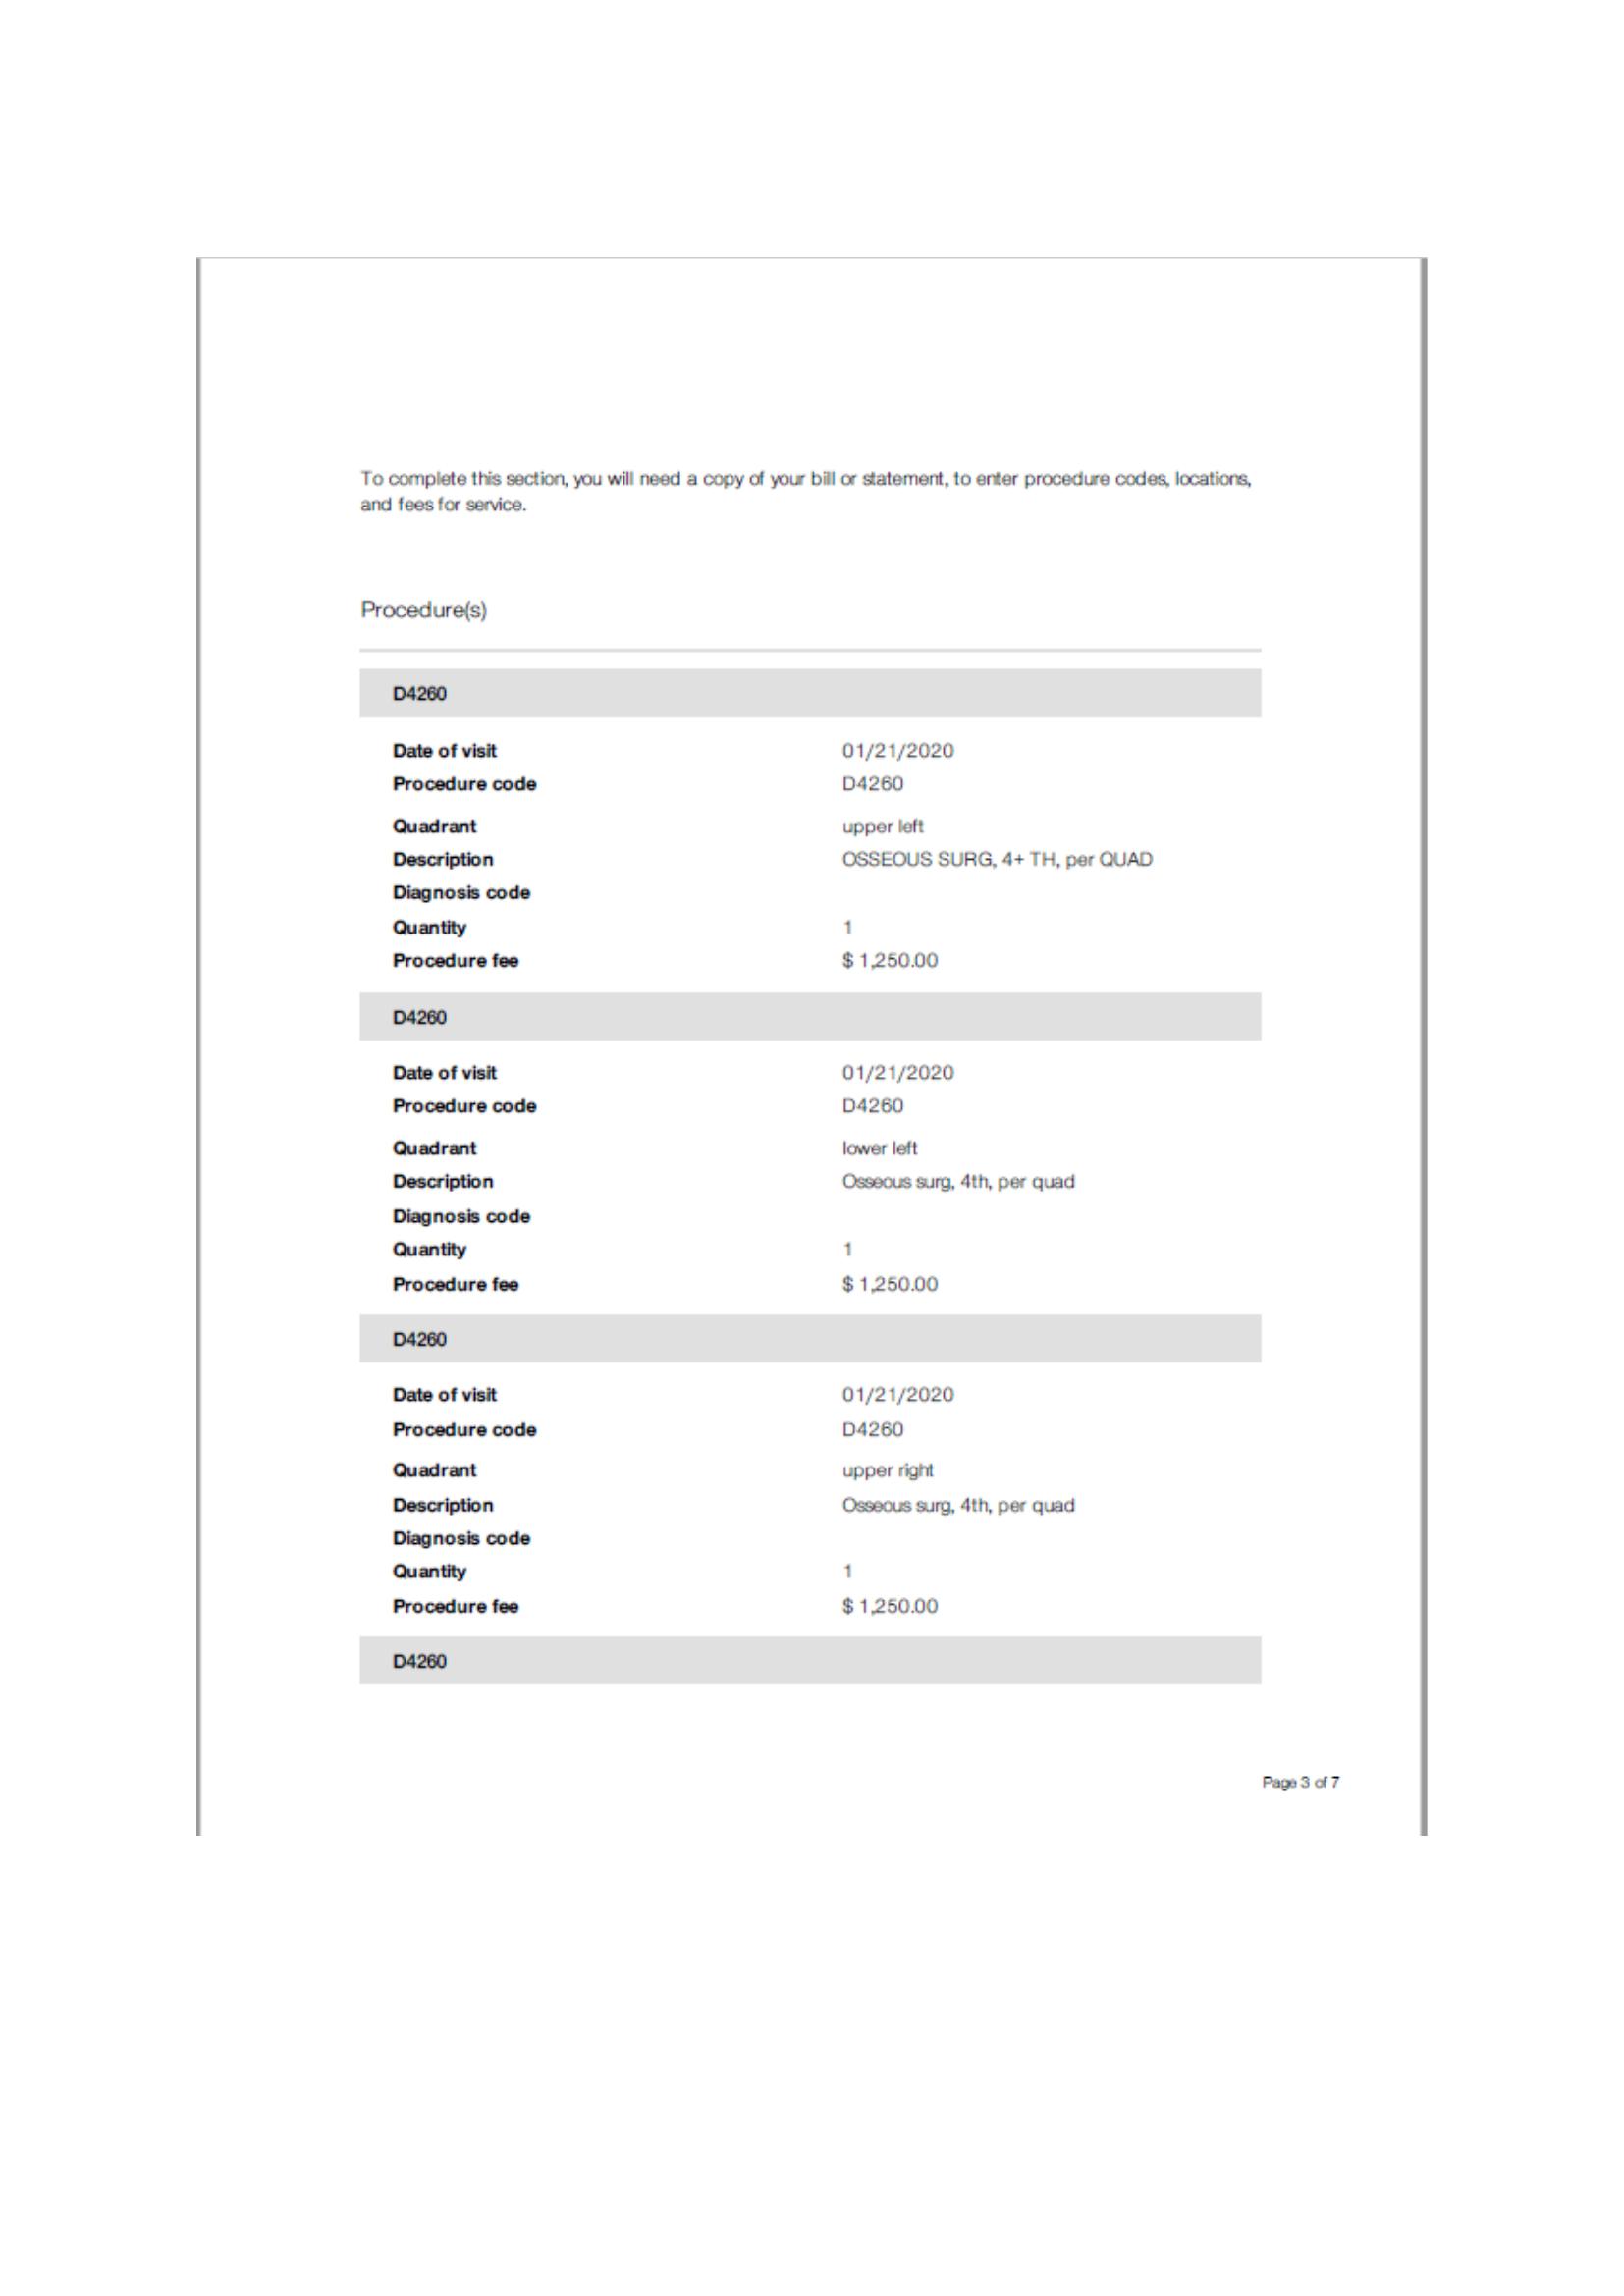 To complete this section, you will need a copy of your bill or statement, to enter procedure codes, locations,
and fees for service.
Procedure(s)
D4260
Date of visit 01/21/2020
Procedure code D4260
Quadrant upper left
Description OSSEOUS SURG, 4+ TH, per QUAD
Diagnosis code
Quantity 1
Procedure fee $ 1,250.00
D4260
Date of visit 01/21/2020
Procedure code D4260
Quadrant lower left
Description Osseous surg, 4th, per quad
Diagnosis code
Quantity 1
Procedure fee $ 1,250.00
D4260
Date of visit 01/21/2020
Procedure code D4260
Quadrant upper right
Description Osseous surg, 4th, per quad
Diagnosis code
Quantity 1
Procedure fee $ 1,250.00
D4260
Page 3 of 7